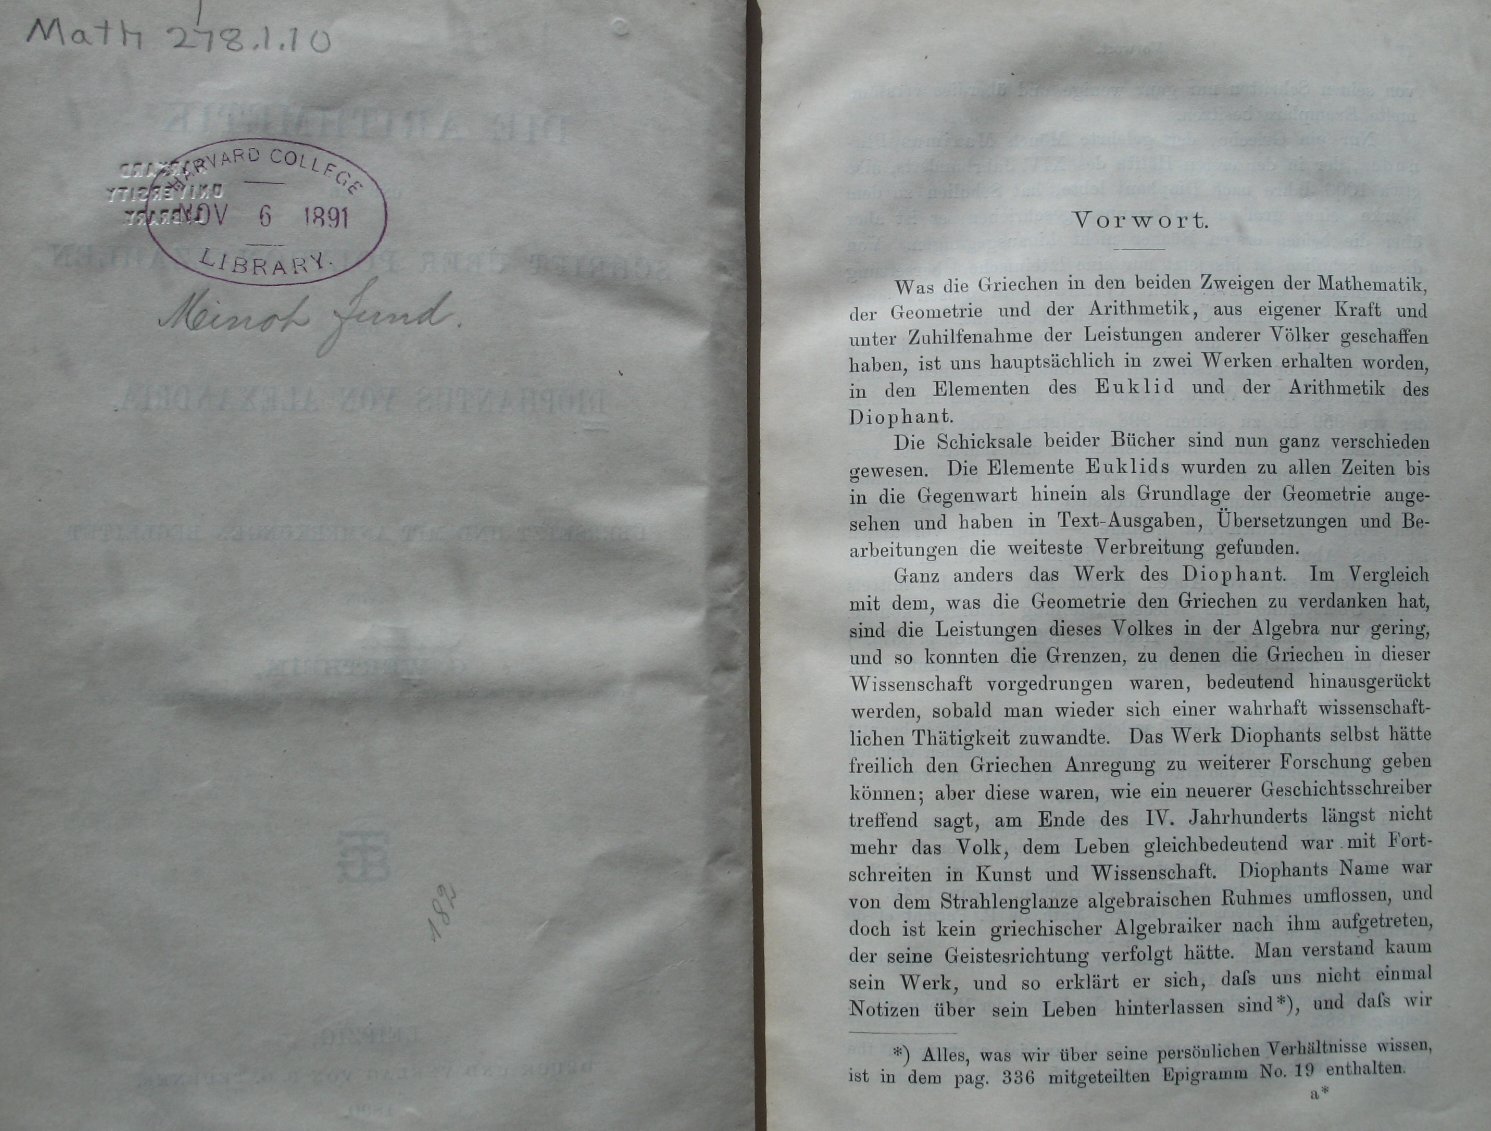 Math 278.1.10
HARVARD COLLEGE
HARVARD
UNIVERSITY
LIBRARY
NOV 6 1891
LIBRARY.
Minot fund.
182
Vorwort.
Was die Griechen in den beiden Zweigen der Mathematik,
der Geometrie und der Arithmetik, aus eigener Kraft und
unter Zuhilfenahme der Leistungen anderer Völker geschaffen
haben, ist uns hauptsächlich in zwei Werken erhalten worden,
in den Elementen des Euklid und der Arithmetik des
Diophant.
Die Schicksale beider Bücher sind nun ganz verschieden
gewesen. Die Elemente Euklids wurden zu allen Zeiten bis
in die Gegenwart hinein als Grundlage der Geometrie ange-
sehen und haben in Text-Ausgaben, Übersetzungen und Be-
arbeitungen die weiteste Verbreitung gefunden.
Ganz anders das Werk des Diophant. Im Vergleich
mit dem, was die Geometrie den Griechen zu verdanken hat,
sind die Leistungen dieses Volkes in der Algebra nur gering,
und so konnten die Grenzen, zu denen die Griechen in dieser
Wissenschaft vorgedrungen waren, bedeutend hinausgerückt
werden, sobald man wieder sich einer wahrhaft wissenschaft-
lichen Thätigkeit zuwandte. Das Werk Diophants selbst hätte
freilich den Griechen Anregung zu weiterer Forschung geben
können; aber diese waren, wie ein neuerer Geschichtsschreiber
treffend sagt, am Ende des IV. Jahrhunderts längst nicht
mehr das Volk, dem Leben gleichbedeutend war mit Fort-
schreiten in Kunst und Wissenschaft. Diophants Name war
von dem Strahlenglanze algebraischen Ruhmes umflossen, und
doch ist kein griechischer Algebraiker nach ihm aufgetreten,
der seine Geistesrichtung verfolgt hätte. Man verstand kaum
sein Werk, und so erklärt er sich, daſs uns nicht einmal
Notizen über sein Leben hinterlassen sind*), und daſs wir
*) Alles, was wir über seine persönlichen Verhältnisse wissen,
ist in dem pag. 336 mitgeteilten Epigramm No. 19 enthalten.
a*